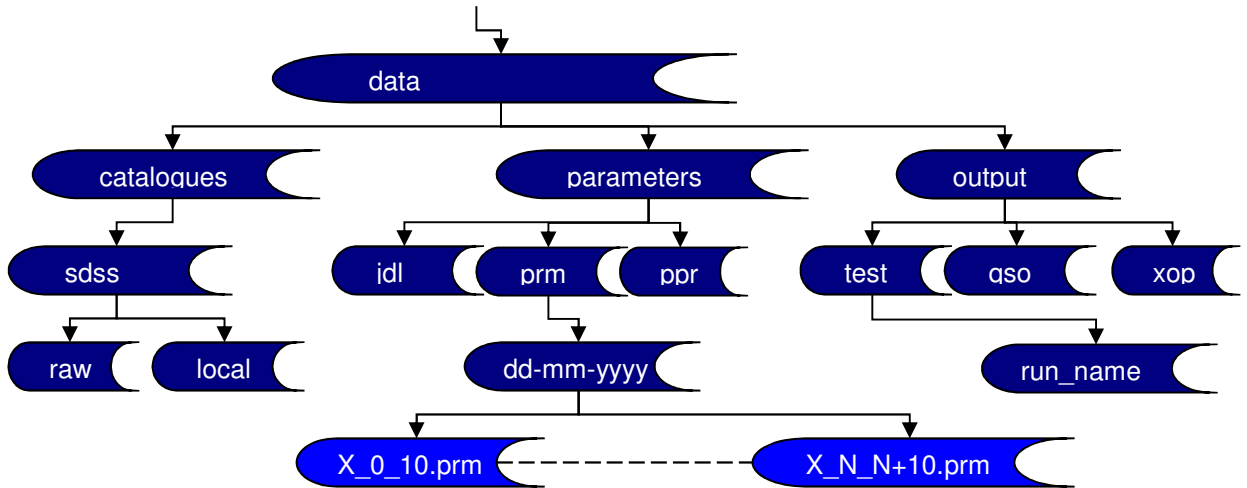 data
catalogues
parameters
output
sdss
jdl
prm
ppr
test
qso
xop
raw
local
dd-mm-yyyy
run_name
X_0_10.prm
X_N_N+10.prm